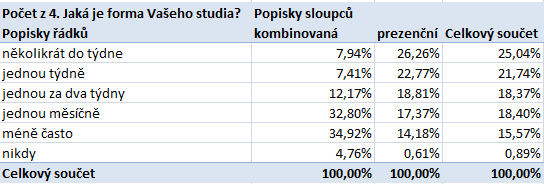 Počet z 4. Jaká je forma Vašeho studia? Popisky sloupců
Popisky řádků kombinovaná prezenční Celkový součet
několikrát do týdne 7,94% 26,26% 25,04%
jednou týdně 7,41% 22,77% 21,74%
jednou za dva týdny 12,17% 18,81% 18,37%
jednou měsíčně 32,80% 17,37% 18,40%
méně často 34,92% 14,18% 15,57%
nikdy 4,76% 0,61% 0,89%
Celkový součet 100,00% 100,00% 100,00%